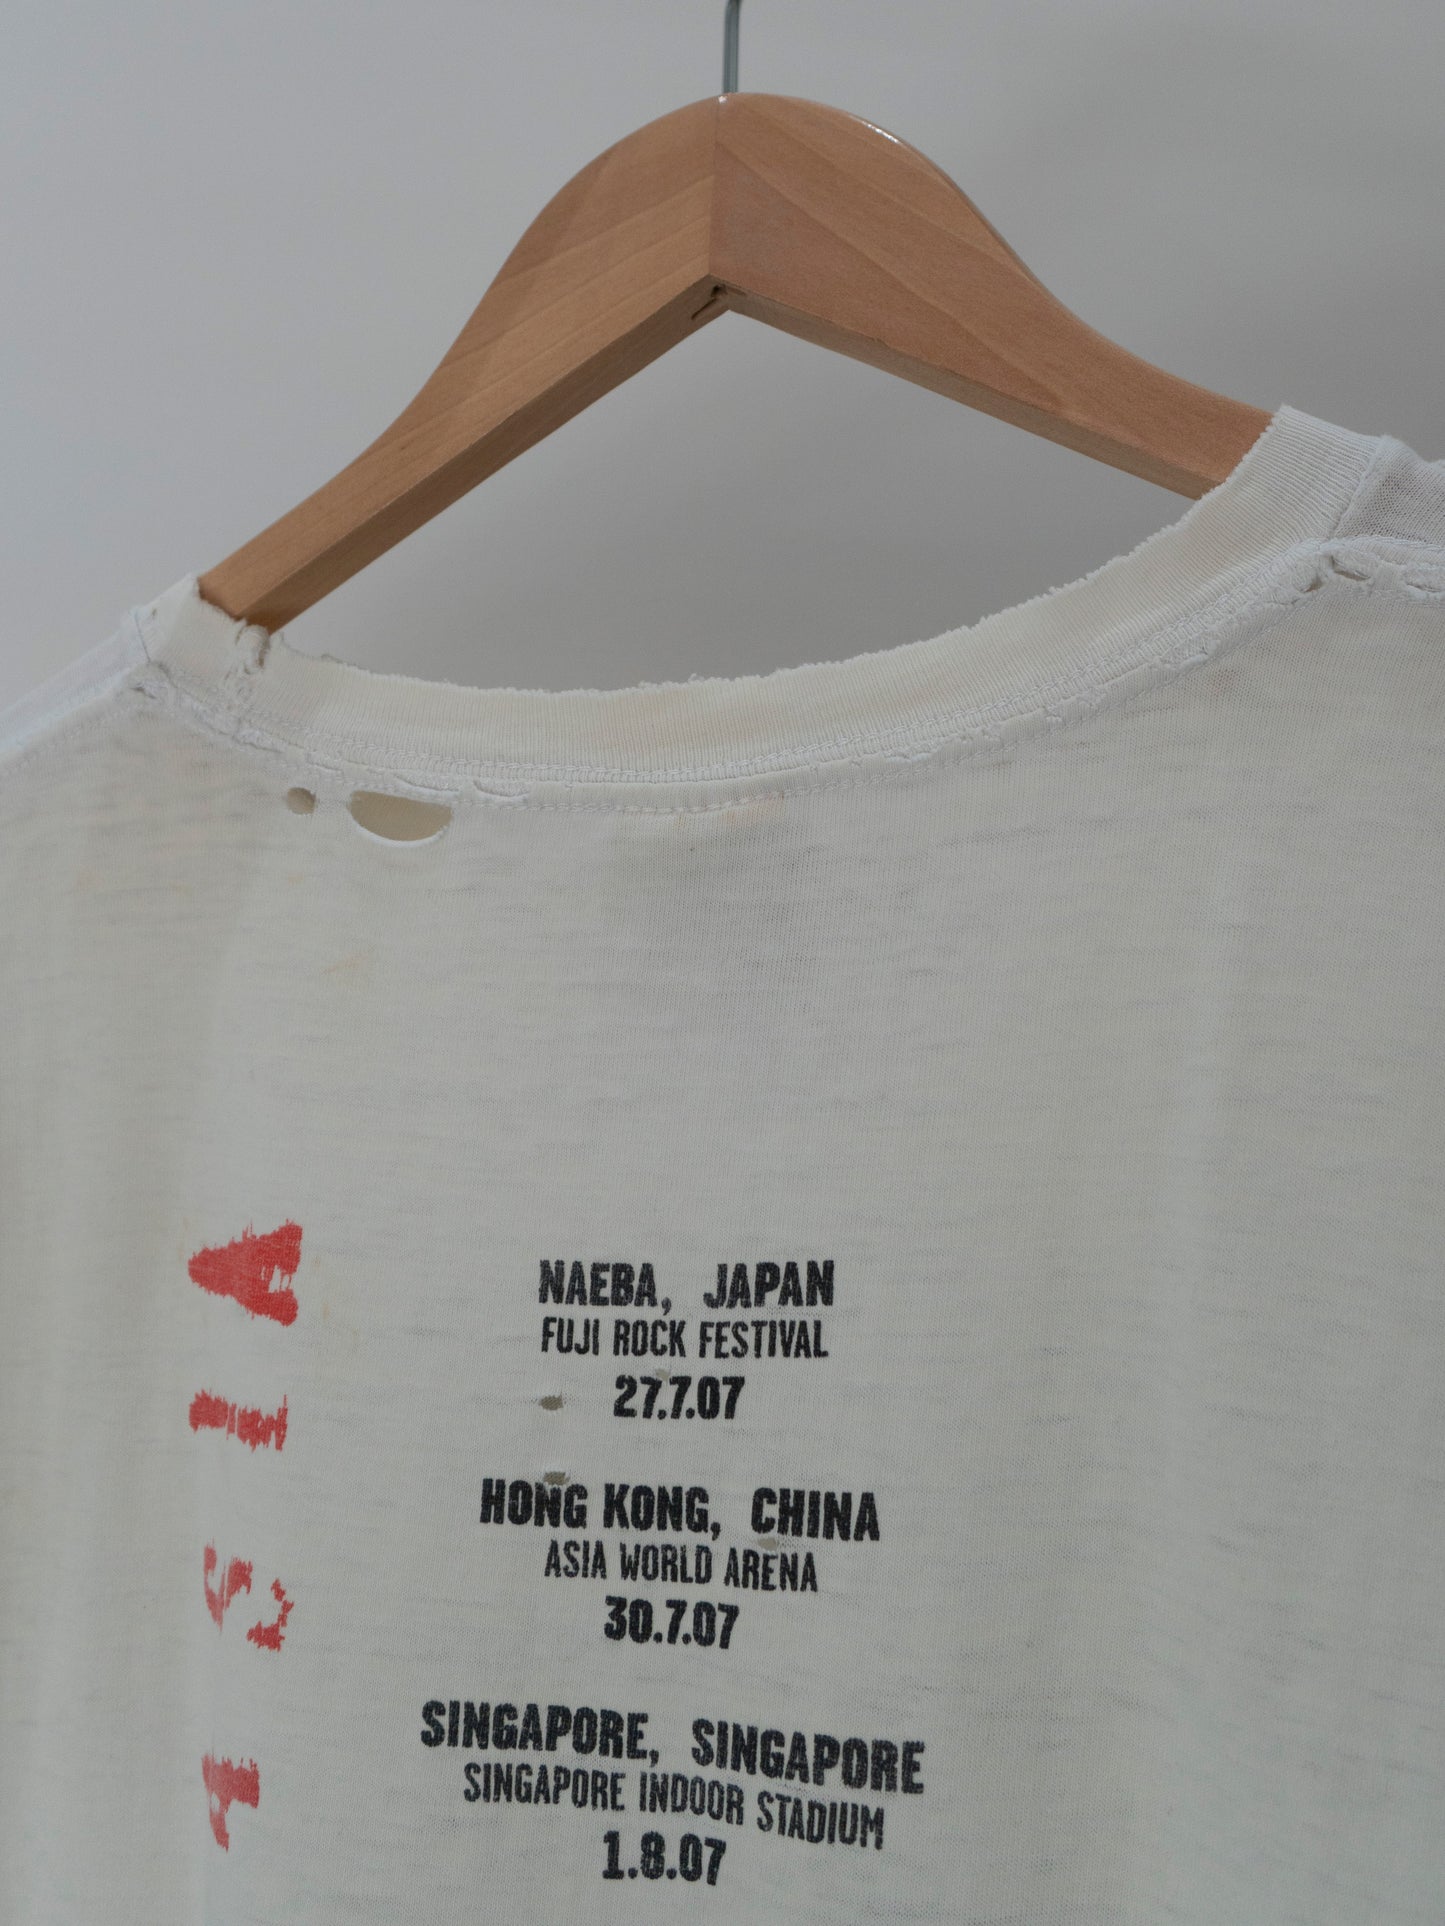 ASIA
NAEBA, JAPAN
FUJI ROCK FESTIVAL
27.7.07
HONG KONG, CHINA
ASIA WORLD ARENA
30.7.07
SINGAPORE, SINGAPORE
SINGAPORE INDOOR STADIUM
1.8.07